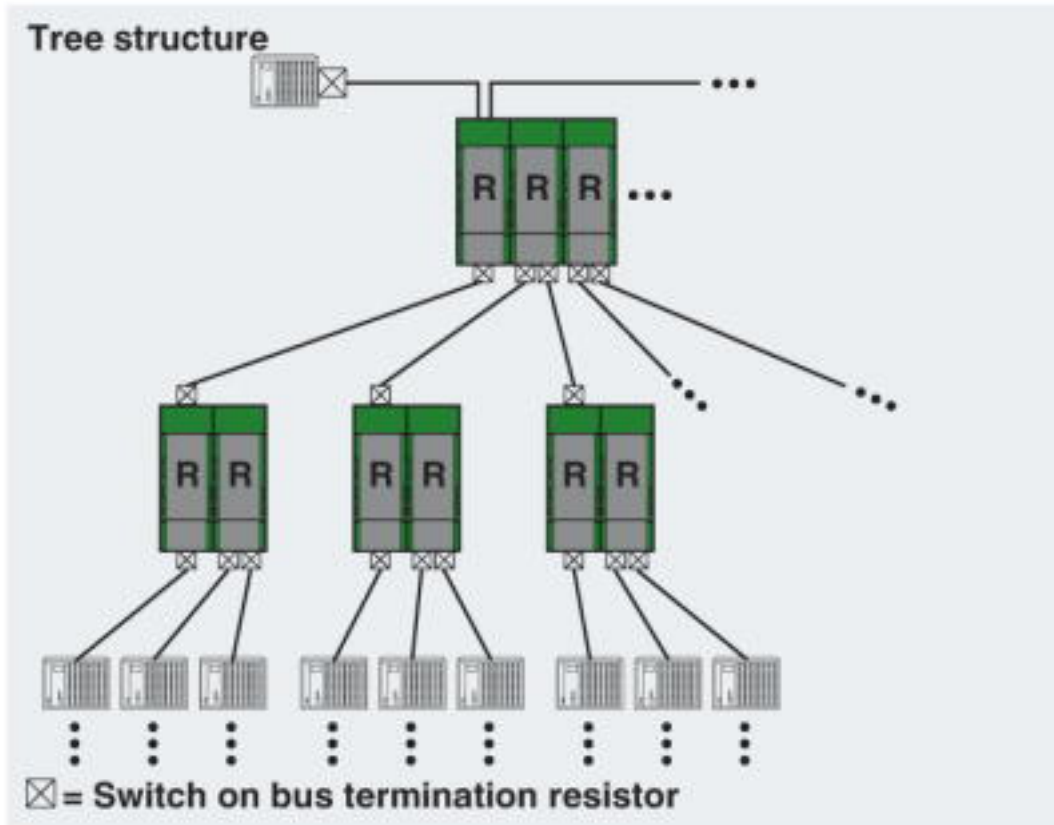 Tree structure
R R R
R R R R R R
= Switch on bus termination resistor